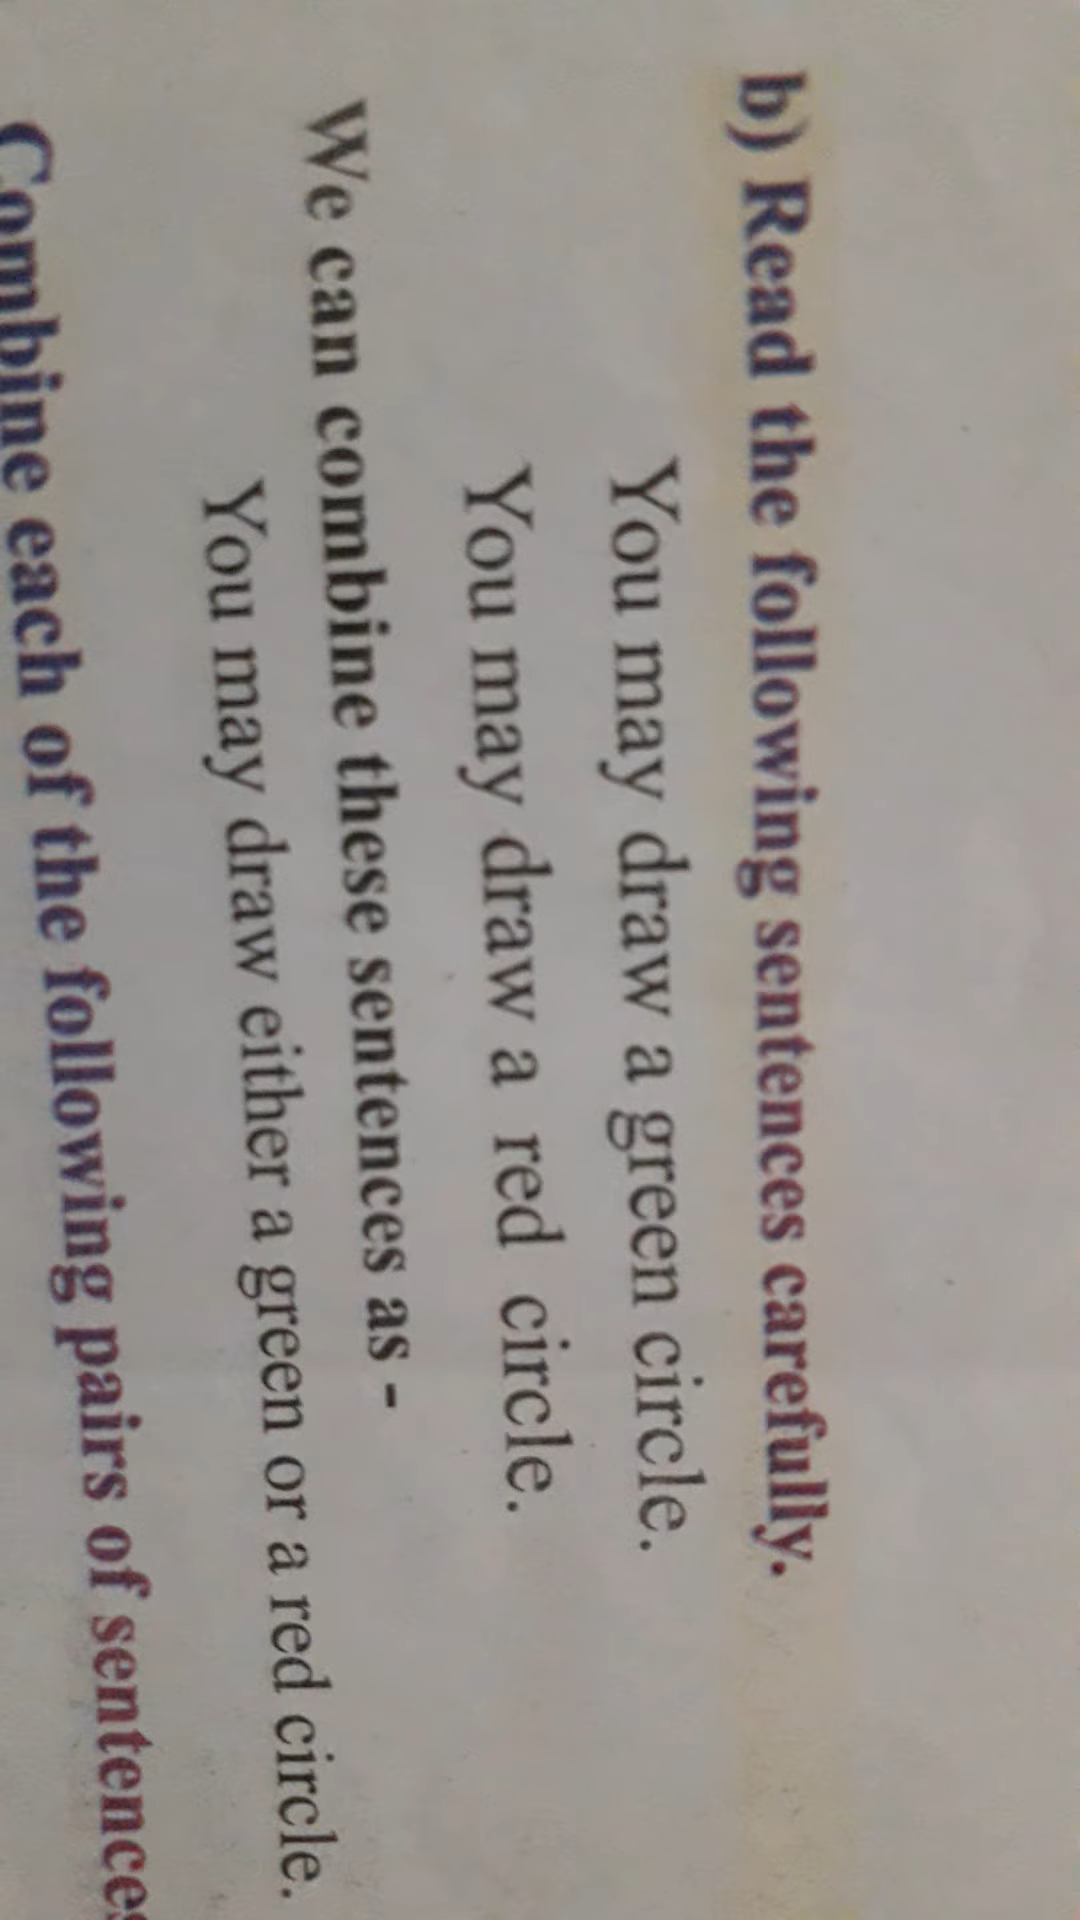 b) Read the following sentences carefully.
You may draw a green circle.
You may draw a red circle.
We can combine these sentences as -
You may draw either a green or a red circle.
Combine each of the following pairs of sentences